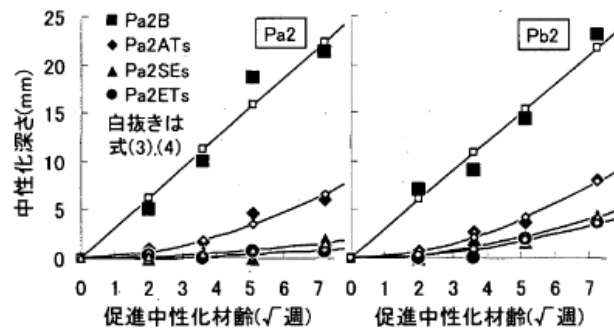 中性化深さ(mm)
25
20
15
10
5
0
■ Pa2B
◆ Pa2ATs
▲ Pa2SEs
● Pa2ETs
白抜きは
式(3),(4)
Pa2
Pb2
0 1 2 3 4 5 6 7
0 1 2 3 4 5 6 7
促進中性化材齢(√週)
促進中性化材齢(√週)